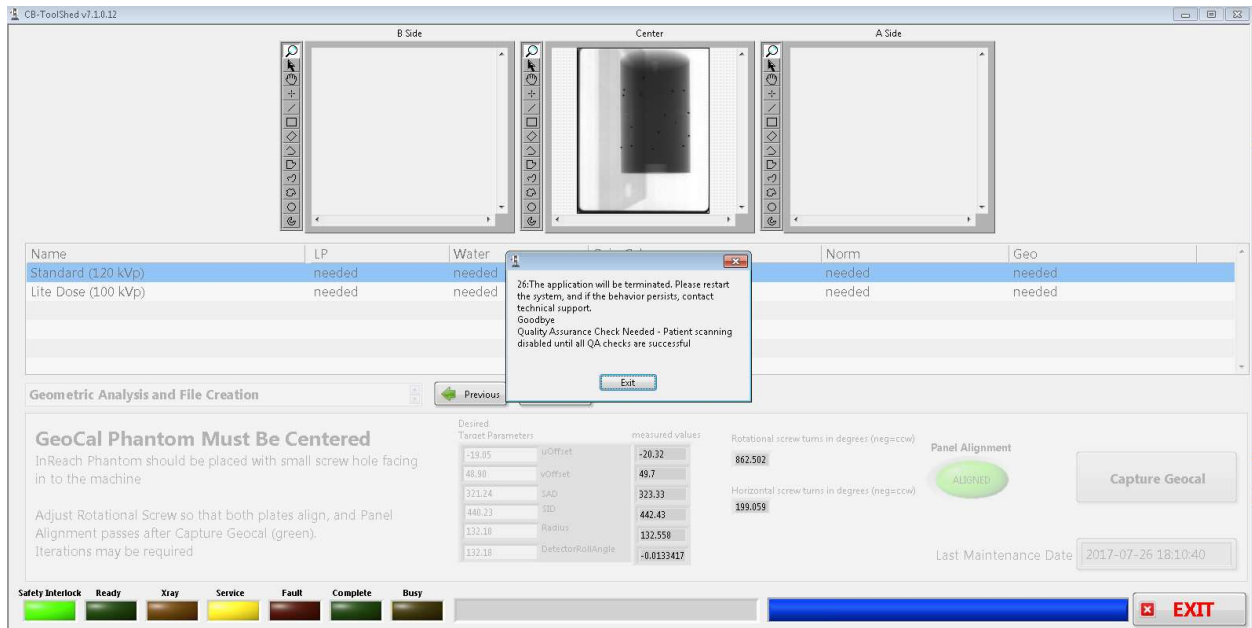 CB-ToolShed v7.1.0.12
B Side
Center
A Side
Name LP Water Norm Geo
Standard (120 kVp) needed needed needed needed
Lite Dose (100 kVp) needed needed needed needed
26:The application will be terminated. Please restart
the system, and if the behavior persists, contact
technical support.
Goodbye
Quality Assurance Check Needed - Patient scanning
disabled until all QA checks are successful
Exit
Geometric Analysis and File Creation
Previous
GeoCal Phantom Must Be Centered
InReach Phantom should be placed with small screw hole facing
in to the machine
Adjust Rotational Screw so that both plates align, and Panel
Alignment passes after Capture Geocal (green).
Iterations may be required
Desired
Target Parameters measured values
-19.05 uOffset -20.32
48.90 vOffset 49.7
321.24 SAD 323.33
440.23 SID 442.43
132.18 Radius 132.558
132.18 DetectorRollAngle -0.0133417
Rotational screw turns in degrees (neg=ccw)
862.502
Horizontal screw turns in degrees (neg=ccw)
199.059
Panel Alignment
ALIGNED
Capture Geocal
Last Maintenance Date 2017-07-26 18:10:40
Safety Interlock Ready Xray Service Fault Complete Busy
EXIT